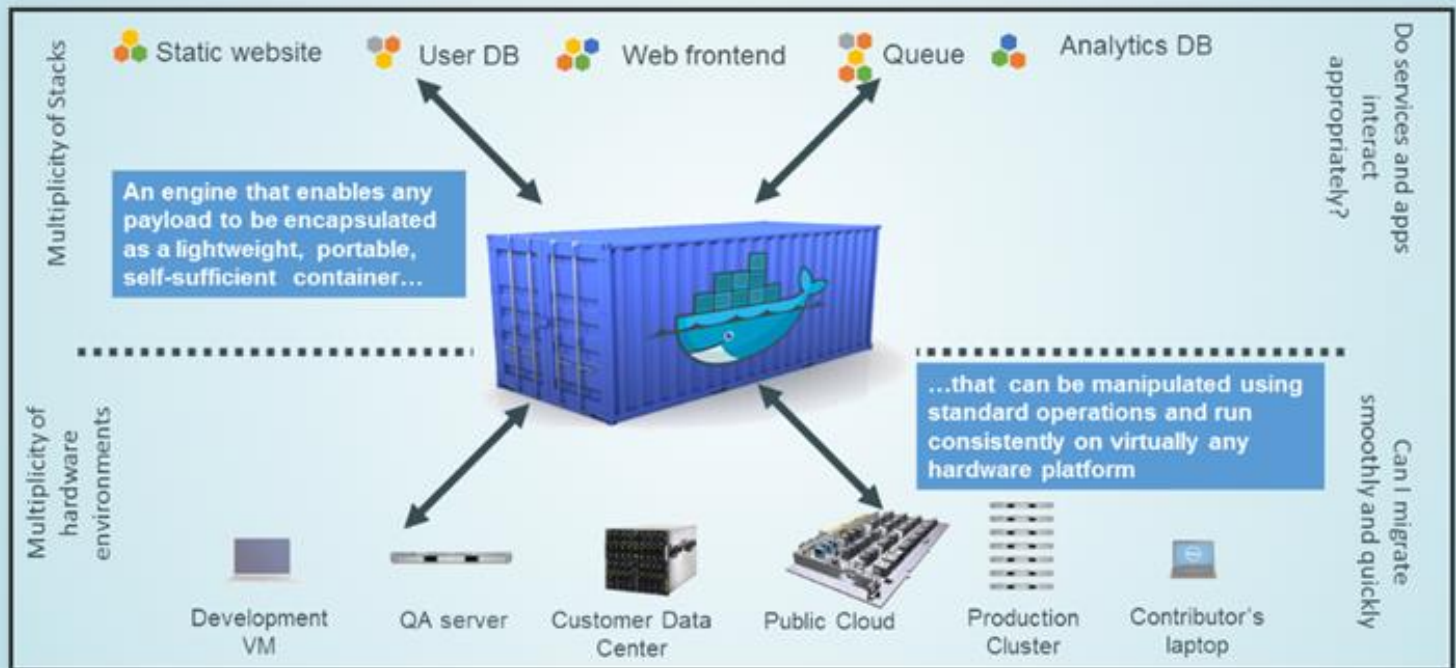 Multiplicity of Stacks
Static website
User DB
Web frontend
Queue
Analytics DB
Do services and apps
interact
appropriately?
An engine that enables any
payload to be encapsulated
as a lightweight, portable,
self-sufficient container…
…that can be manipulated using
standard operations and run
consistently on virtually any
hardware platform
Multiplicity of
hardware
environments
Can I migrate
smoothly and quickly
Development
VM
QA server
Customer Data
Center
Public Cloud
Production
Cluster
Contributor's
laptop